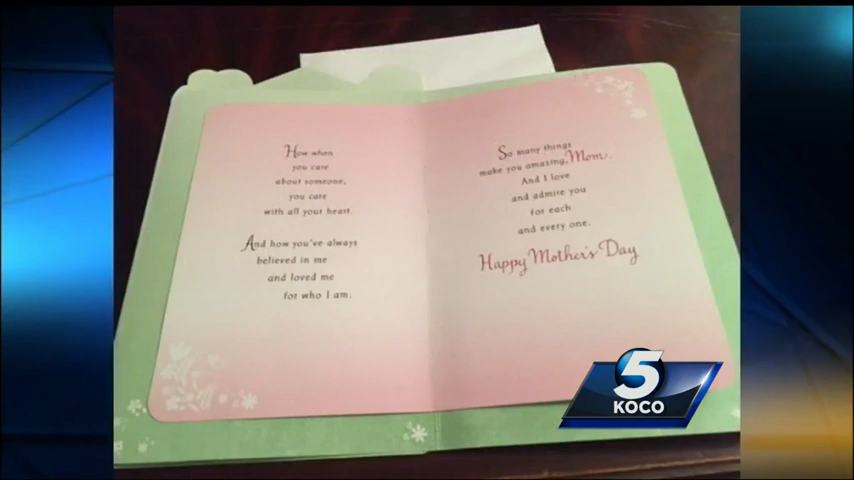 How when
you care
about someone,
you care
with all your heart.
And how you've always
believed in me
and loved me
for who I am.
So many things
make you amazing, Mom.
And I love
and admire you
for each
and every one.
Happy Mother's Day
5
KOCO